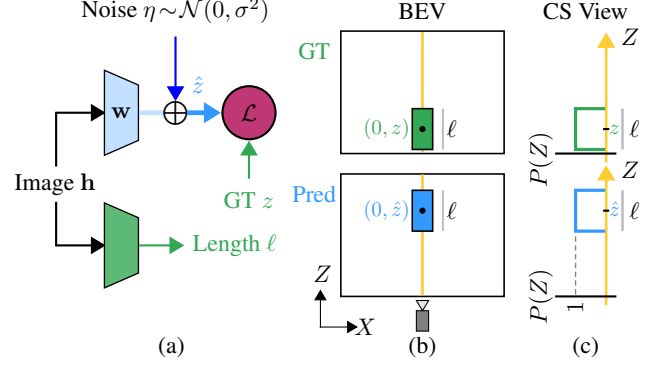 Noise η∼𝒩(0, σ²)
w
ẑ
ℒ
Image h
GT z
Length ℓ
(a)
BEV
GT
(0, z)
ℓ
Pred
(0, ẑ)
ℓ
Z
X
(b)
CS View
Z
z
ℓ
P(Z)
Z
ẑ
ℓ
P(Z)
1
(c)